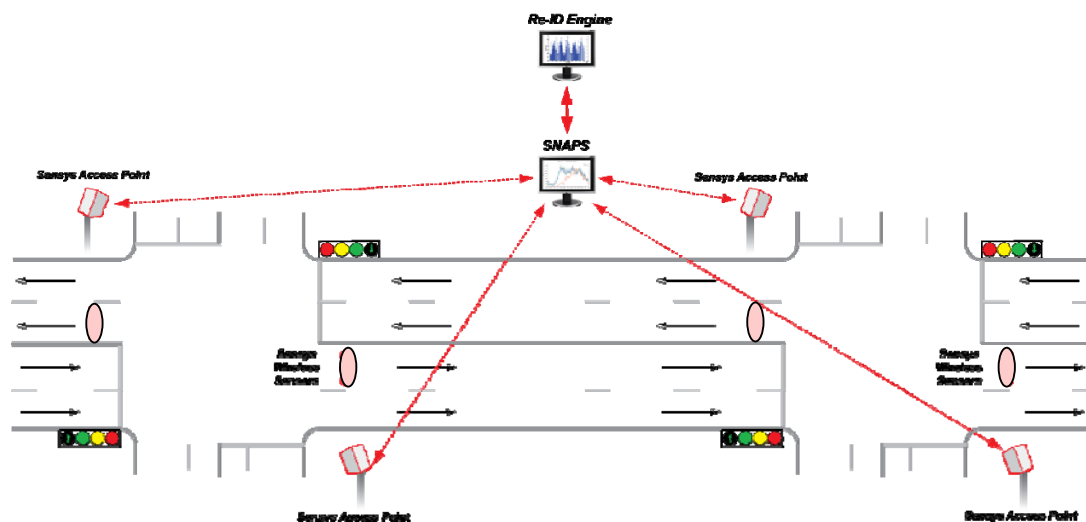 Re-ID Engine
SNAPS
Sensys Access Point
Sensys Access Point
Sensys
Wireless
Sensors
Sensys
Wireless
Sensors
Sensys Access Point
Sensys Access Point